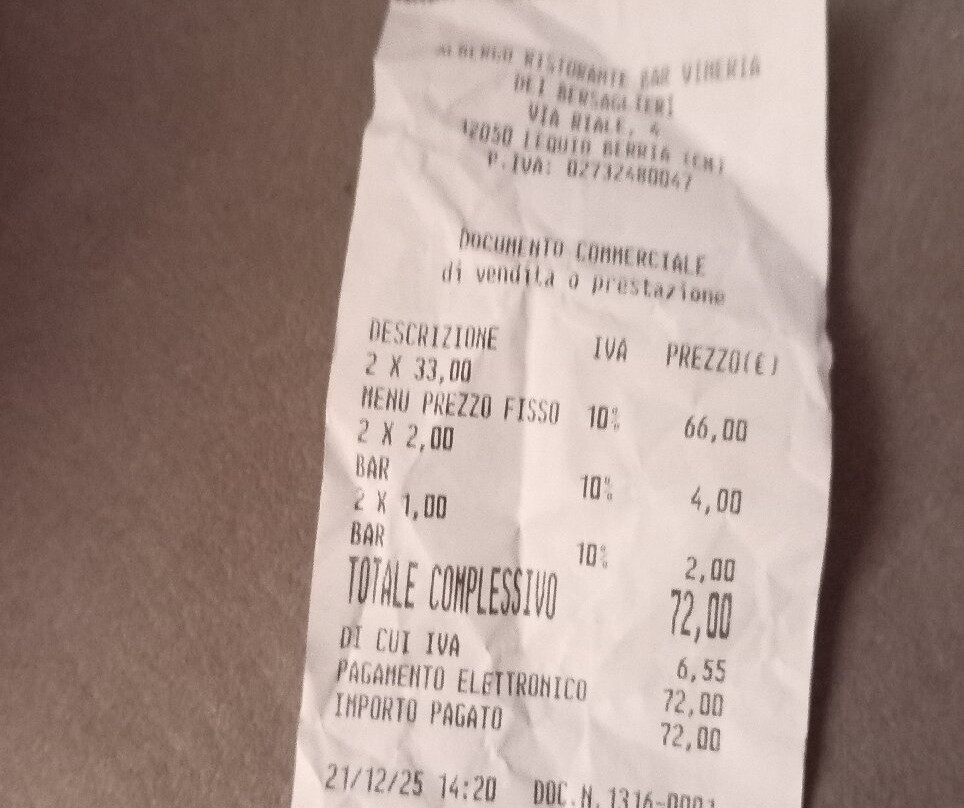 ALBERGO RISTORANTE BAR VINERIA
DEI BERSAGLIERI
VIA RIALE, 4
12050 LEQUIO BERRIA (CN)
P.IVA: 02732480047
DOCUMENTO COMMERCIALE
di vendita o prestazione
DESCRIZIONE IVA PREZZO(€)
2 X 33,00
MENU PREZZO FISSO 10% 66,00
2 X 2,00
BAR 10% 4,00
2 X 1,00
BAR 10% 2,00
TOTALE COMPLESSIVO 72,00
DI CUI IVA 6,55
PAGAMENTO ELETTRONICO 72,00
IMPORTO PAGATO 72,00
21/12/25 14:20 DOC.N. 1316-0001